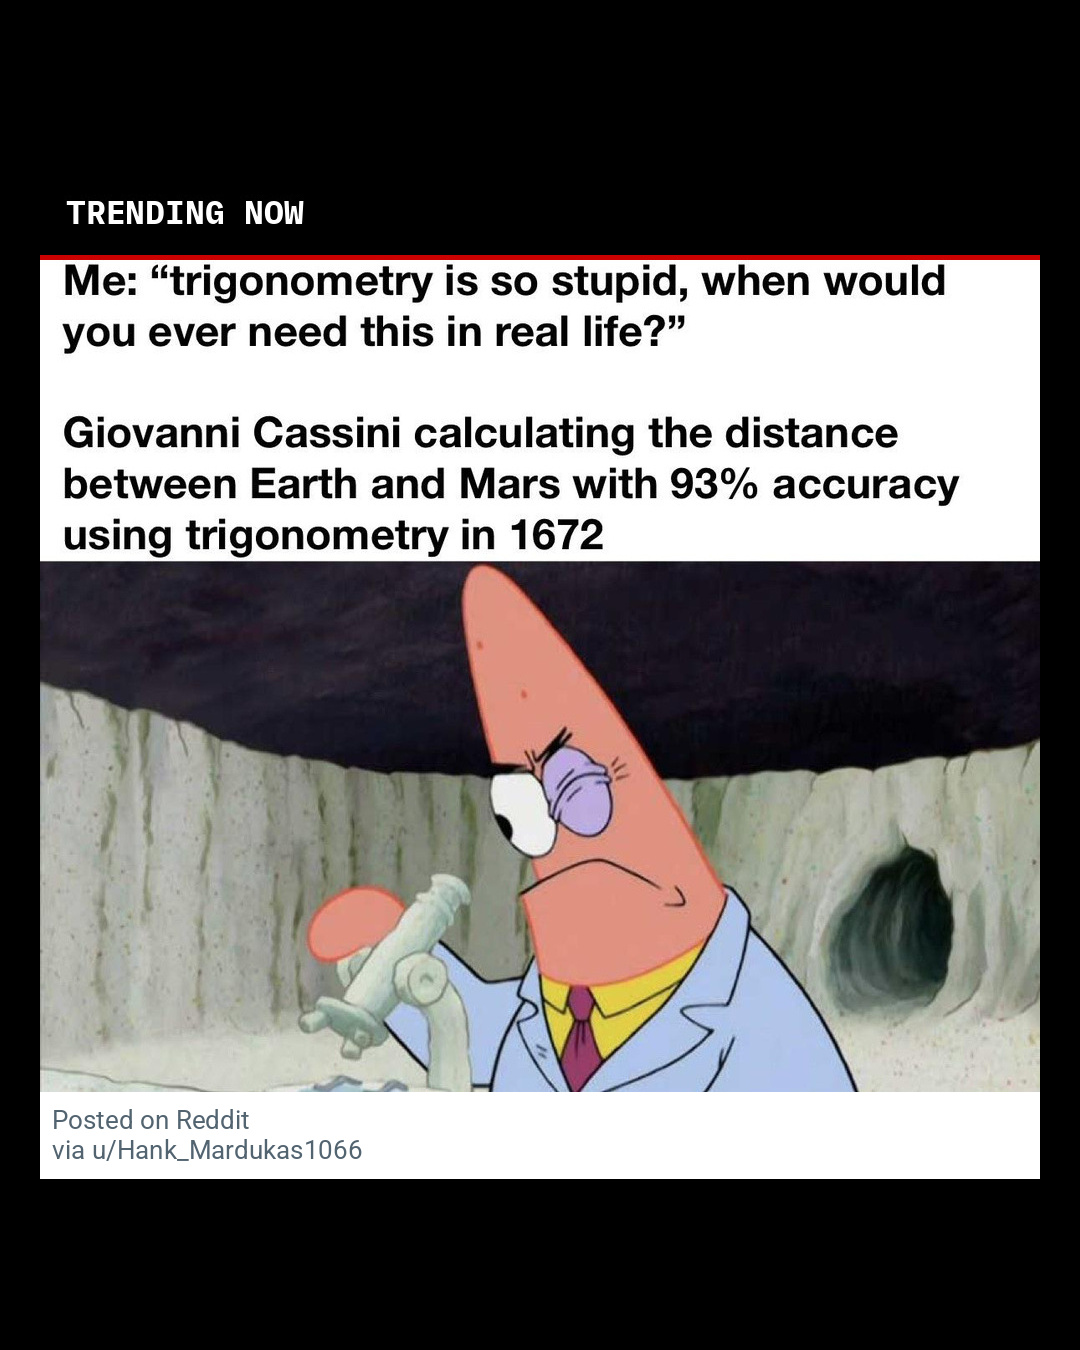 TRENDING NOW
Me: “trigonometry is so stupid, when would
you ever need this in real life?”
Giovanni Cassini calculating the distance
between Earth and Mars with 93% accuracy
using trigonometry in 1672
Posted on Reddit
via u/Hank_Mardukas1066